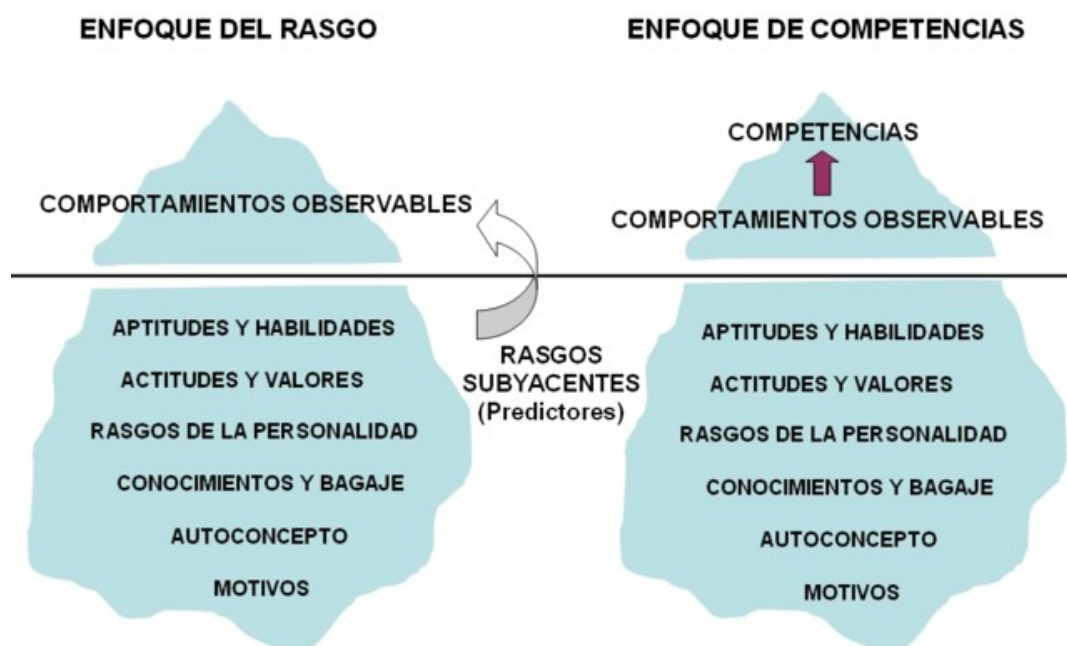 ENFOQUE DEL RASGO
COMPORTAMIENTOS OBSERVABLES
APTITUDES Y HABILIDADES
ACTITUDES Y VALORES
RASGOS DE LA PERSONALIDAD
CONOCIMIENTOS Y BAGAJE
AUTOCONCEPTO
MOTIVOS
RASGOS
SUBYACENTES
(Predictores)
ENFOQUE DE COMPETENCIAS
COMPETENCIAS
COMPORTAMIENTOS OBSERVABLES
APTITUDES Y HABILIDADES
ACTITUDES Y VALORES
RASGOS DE LA PERSONALIDAD
CONOCIMIENTOS Y BAGAJE
AUTOCONCEPTO
MOTIVOS